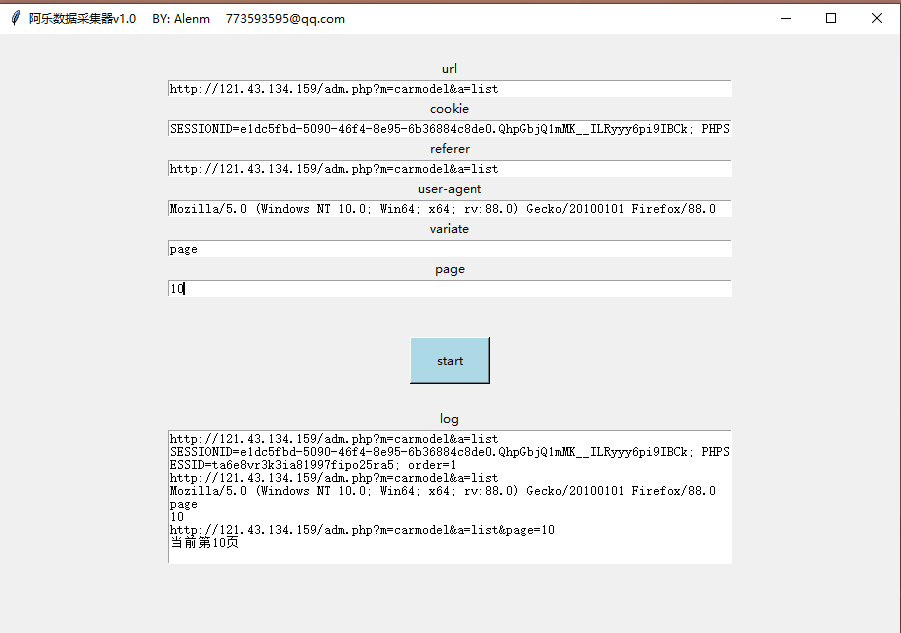 阿乐数据采集器v1.0 BY: Alenm 773593595@qq.com
url
http://121.43.134.159/adm.php?m=carmodel&a=list
cookie
SESSIONID=e1dc5fbd-5090-46f4-8e95-6b36884c8de0.QhpGbjQ1mMK__ILRyyy6pi9IBCk; PHPS
referer
http://121.43.134.159/adm.php?m=carmodel&a=list
user-agent
Mozilla/5.0 (Windows NT 10.0; Win64; x64; rv:88.0) Gecko/20100101 Firefox/88.0
variate
page
page
10
start
log
http://121.43.134.159/adm.php?m=carmodel&a=list
SESSIONID=e1dc5fbd-5090-46f4-8e95-6b36884c8de0.QhpGbjQ1mMK__ILRyyy6pi9IBCk; PHPS
ESSID=ta6e8vr3k3ia81997fipo25ra5; order=1
http://121.43.134.159/adm.php?m=carmodel&a=list
Mozilla/5.0 (Windows NT 10.0; Win64; x64; rv:88.0) Gecko/20100101 Firefox/88.0
page
10
http://121.43.134.159/adm.php?m=carmodel&a=list&page=10
当前第10页